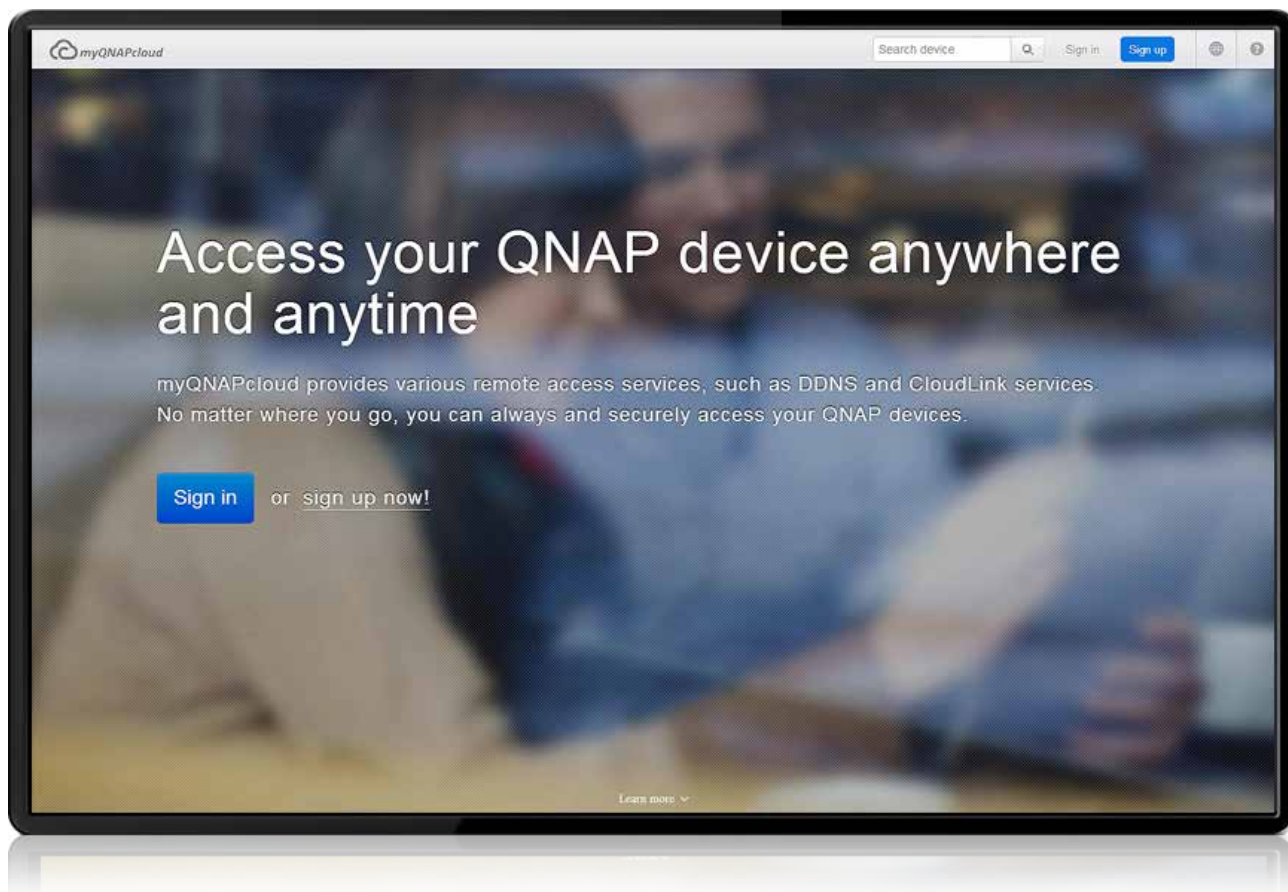 myQNAPcloud
Search device
Sign in
Sign up
Access your QNAP device anywhere
and anytime
myQNAPcloud provides various remote access services, such as DDNS and CloudLink services.
No matter where you go, you can always and securely access your QNAP devices.
Sign in or sign up now!
Learn more